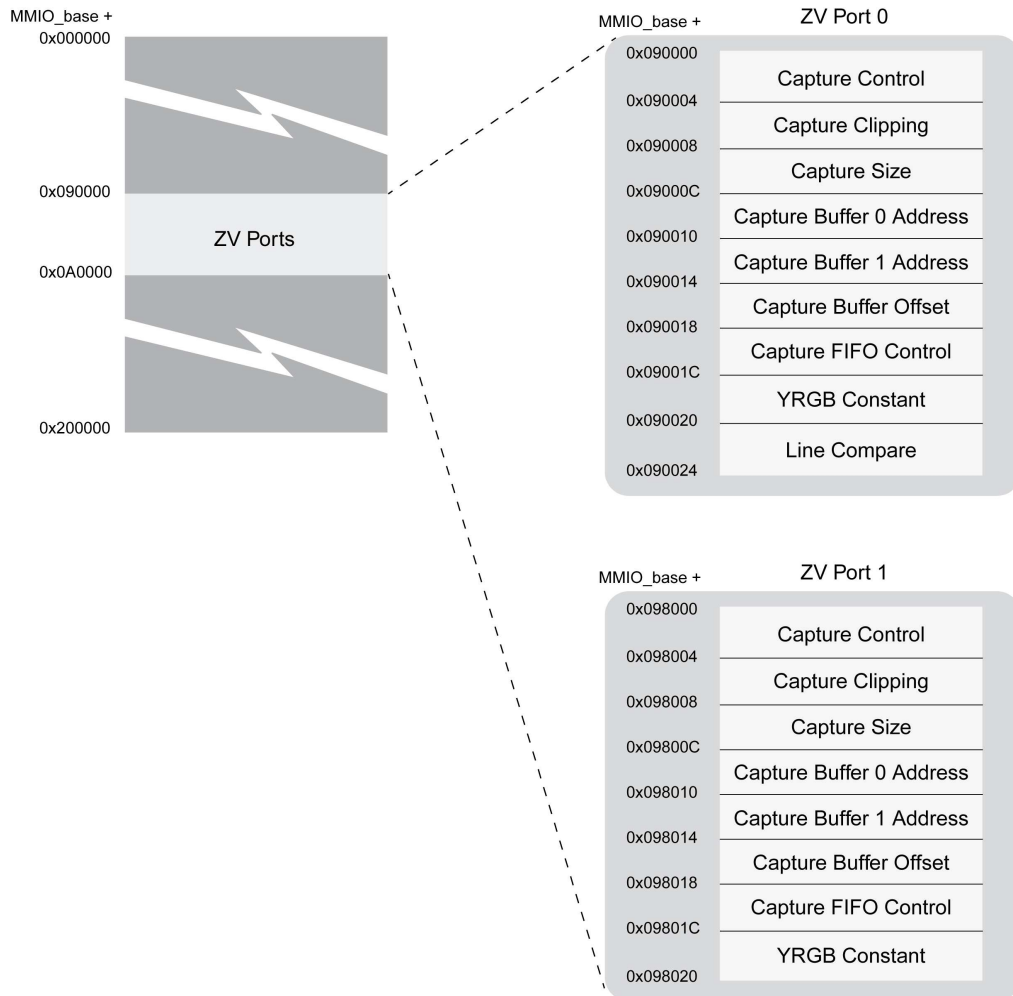 MMIO_base +
0x000000
0x090000
ZV Ports
0x0A0000
0x200000
MMIO_base +
ZV Port 0
0x090000
Capture Control
0x090004
Capture Clipping
0x090008
Capture Size
0x09000C
Capture Buffer 0 Address
0x090010
Capture Buffer 1 Address
0x090014
Capture Buffer Offset
0x090018
Capture FIFO Control
0x09001C
YRGB Constant
0x090020
Line Compare
0x090024
MMIO_base +
ZV Port 1
0x098000
Capture Control
0x098004
Capture Clipping
0x098008
Capture Size
0x09800C
Capture Buffer 0 Address
0x098010
Capture Buffer 1 Address
0x098014
Capture Buffer Offset
0x098018
Capture FIFO Control
0x09801C
YRGB Constant
0x098020